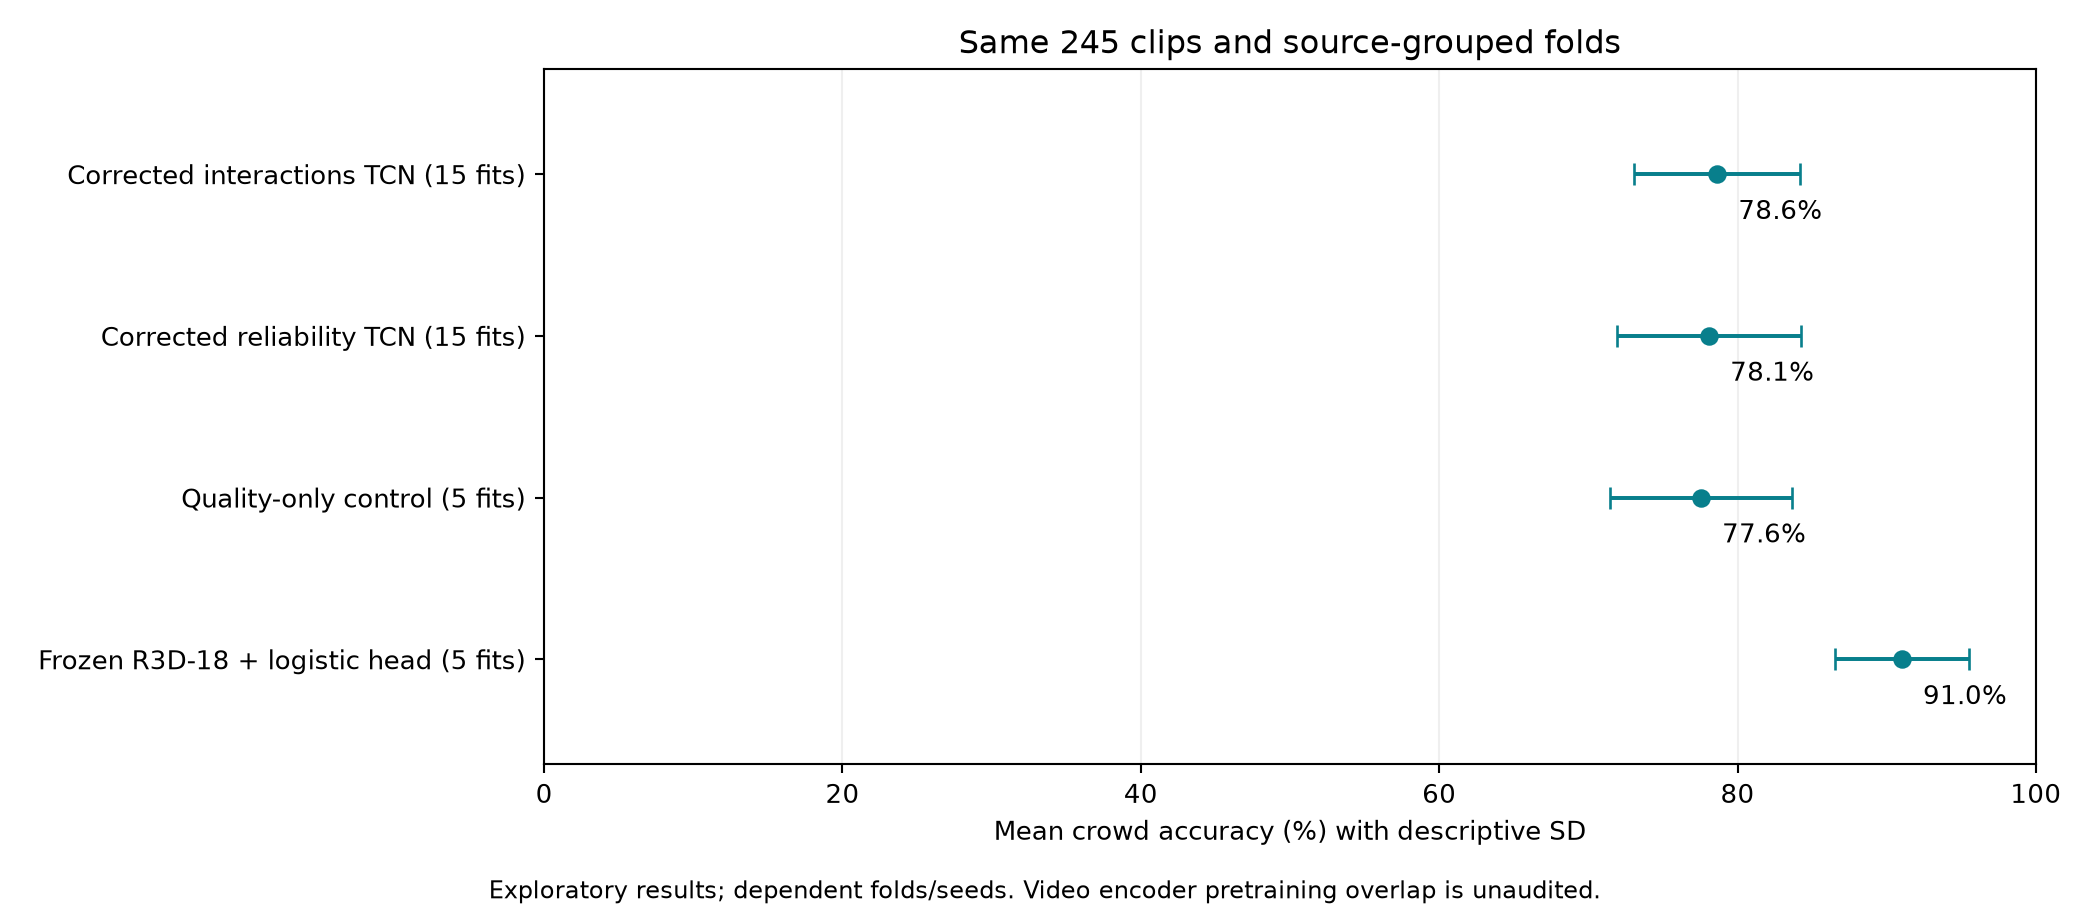 Same 245 clips and source-grouped folds
Corrected interactions TCN (15 fits)
78.6%
Corrected reliability TCN (15 fits)
78.1%
Quality-only control (5 fits)
77.6%
Frozen R3D-18 + logistic head (5 fits)
91.0%
0 20 40 60 80 100
Mean crowd accuracy (%) with descriptive SD
Exploratory results; dependent folds/seeds. Video encoder pretraining overlap is unaudited.